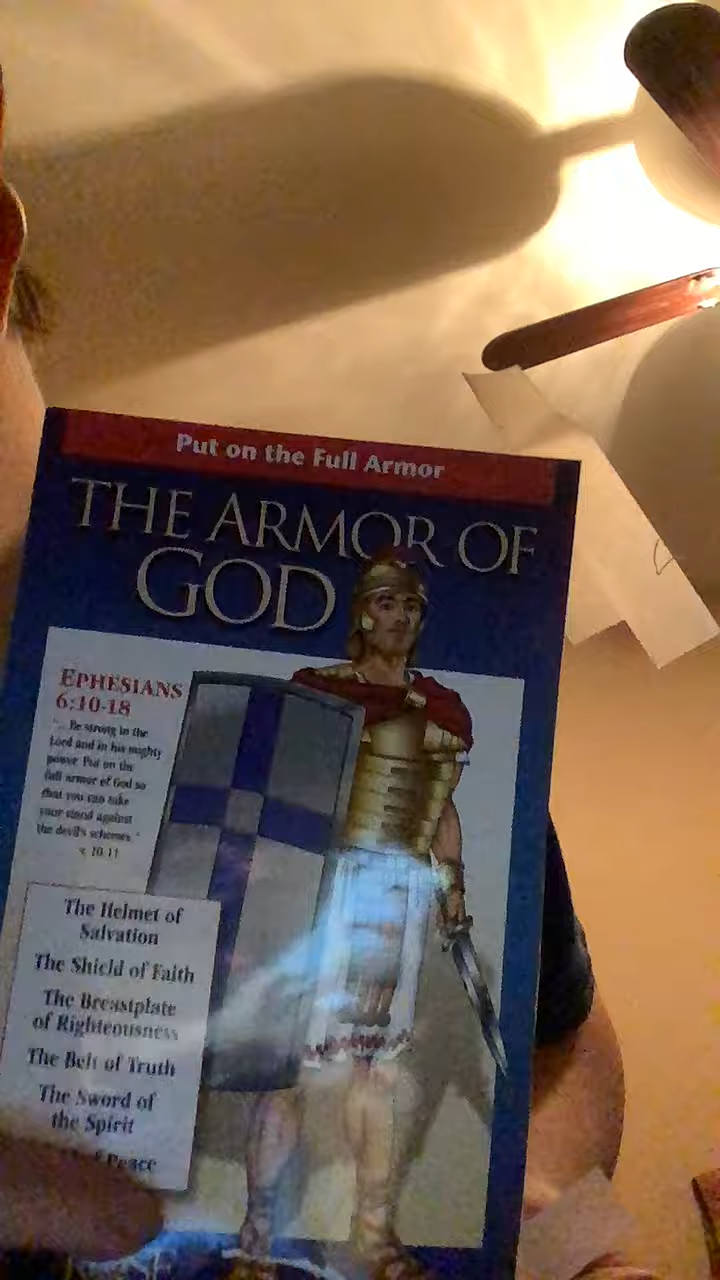 Put on the Full Armor
THE ARMOR OF
GOD
EPHESIANS
6:10-18
"... Be strong in the
Lord and in his mighty
power. Put on the
full armor of God so
that you can take
your stand against
the devil's schemes."
v. 10-11
The Helmet of
Salvation
The Shield of Faith
The Breastplate
of Righteousness
The Belt of Truth
The Sword of
the Spirit
of Peace